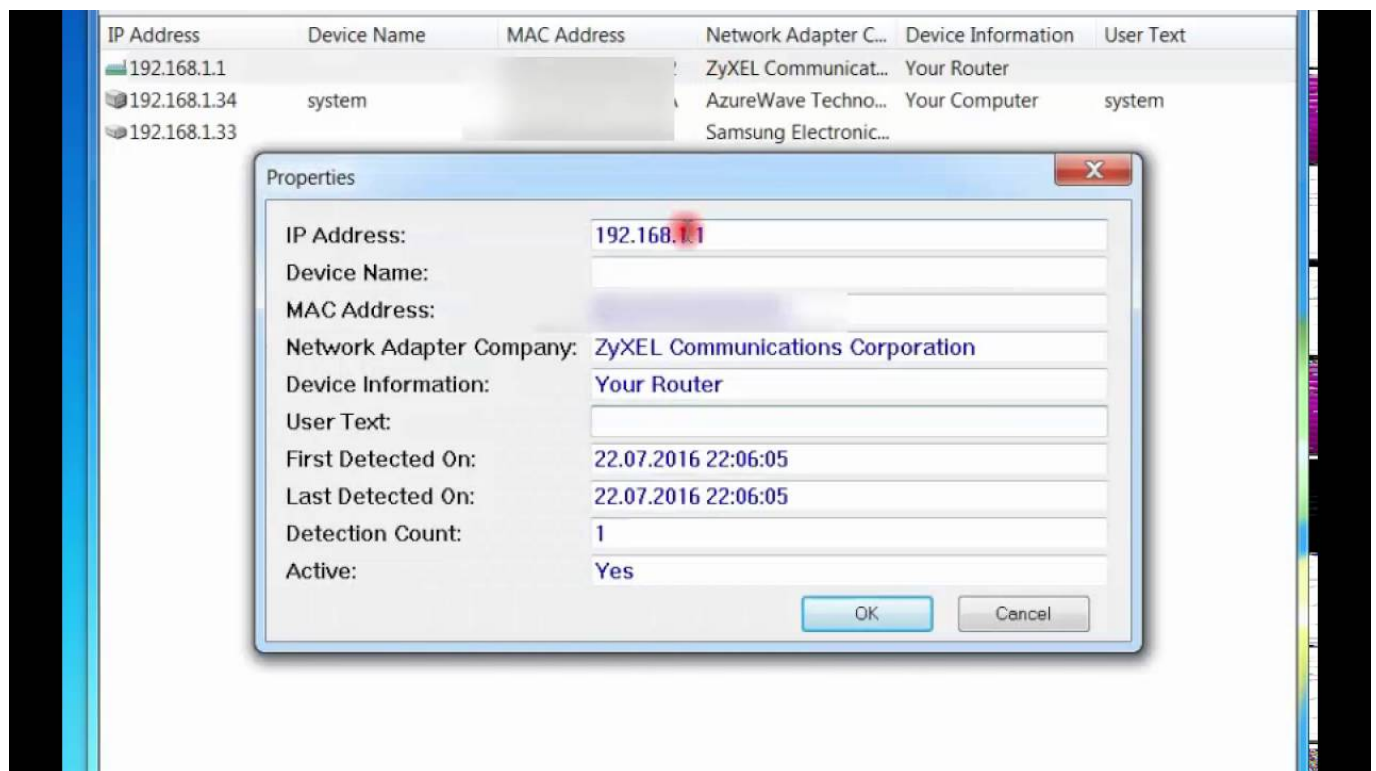 IP Address Device Name MAC Address Network Adapter C... Device Information User Text
192.168.1.1 ZyXEL Communicat... Your Router
192.168.1.34 system AzureWave Techno... Your Computer system
192.168.1.33 Samsung Electronic...
Properties
IP Address: 192.168.1.1
Device Name:
MAC Address:
Network Adapter Company: ZyXEL Communications Corporation
Device Information: Your Router
User Text:
First Detected On: 22.07.2016 22:06:05
Last Detected On: 22.07.2016 22:06:05
Detection Count: 1
Active: Yes
OK Cancel